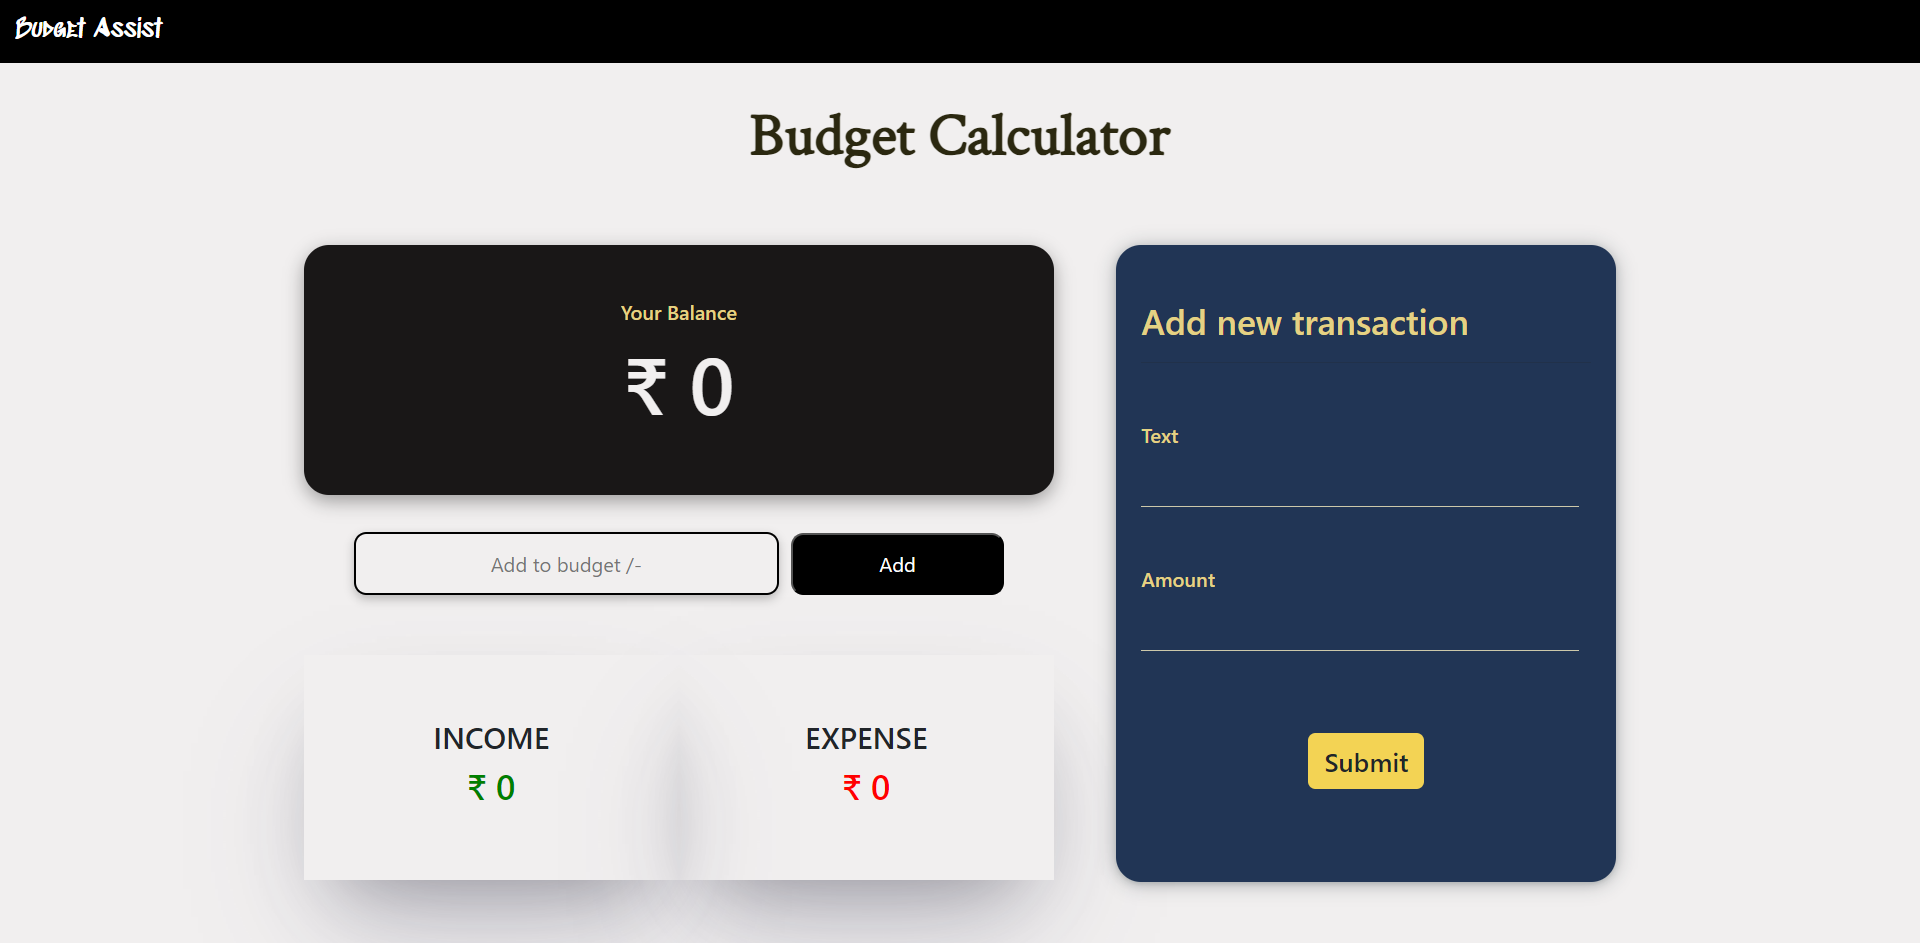 Budget Assist
Budget Calculator
Your Balance
₹ 0
Add to budget /-
Add
INCOME
₹ 0
EXPENSE
₹ 0
Add new transaction
Text
Amount
Submit